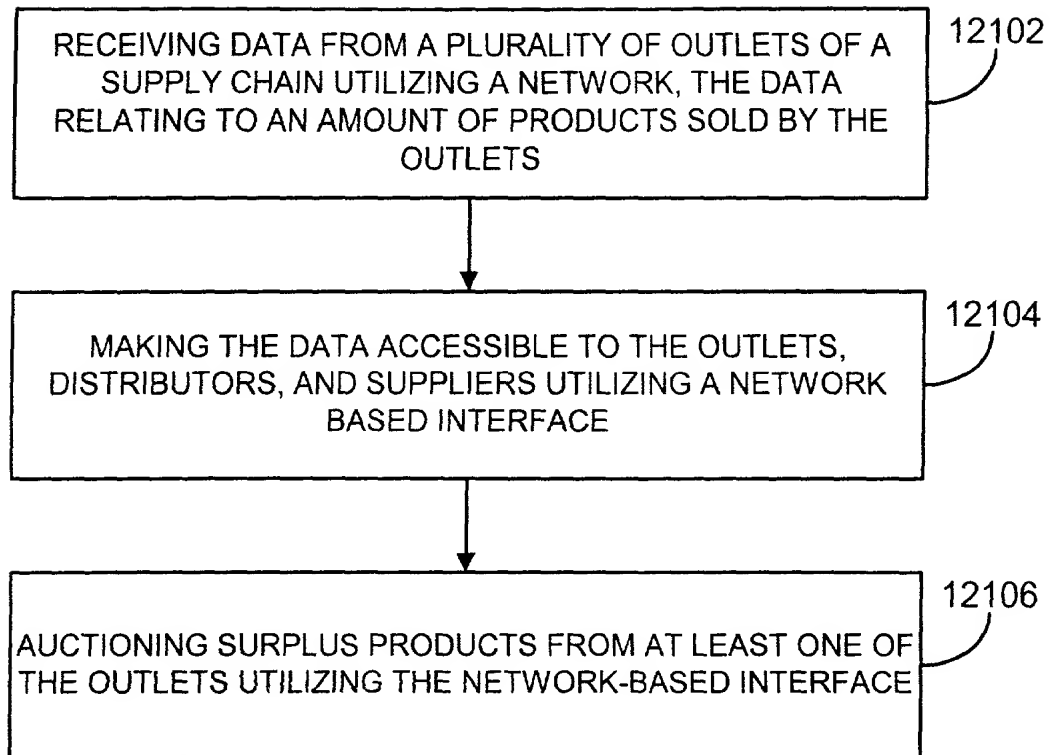 RECEIVING DATA FROM A PLURALITY OF OUTLETS OF A
SUPPLY CHAIN UTILIZING A NETWORK, THE DATA
RELATING TO AN AMOUNT OF PRODUCTS SOLD BY THE
OUTLETS
12102
MAKING THE DATA ACCESSIBLE TO THE OUTLETS,
DISTRIBUTORS, AND SUPPLIERS UTILIZING A NETWORK
BASED INTERFACE
12104
AUCTIONING SURPLUS PRODUCTS FROM AT LEAST ONE OF
THE OUTLETS UTILIZING THE NETWORK-BASED INTERFACE
12106